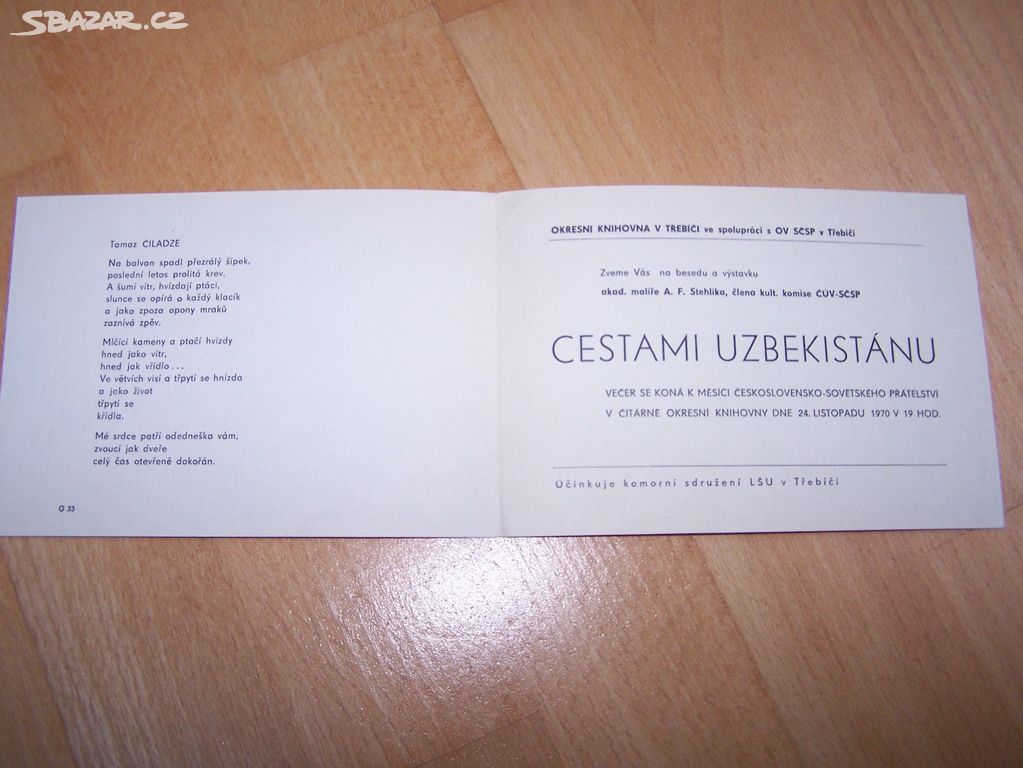 SBAZAR.CZ
Tamaz ČILADZE
Na balvan spadl přezrálý šípek,
poslední letos prolitá krev.
A šumí vítr, hvízdají ptáci,
slunce se opírá o každý klacík
a jako zpoza opony mraků
zaznívá zpěv.
Mlčící kameny a ptačí hvizdy
hned jako vítr,
hned jak vřídlo...
Ve větvích visí a třpytí se hnízda
a jako život
třpytí se
křídla.
Mé srdce patří odedneška vám,
zvoucí jak dveře
celý čas otevřené dokořán.
G 33
OKRESNÍ KNIHOVNA V TŘEBÍČI ve spolupráci s OV SČSP v Třebíči
Zveme Vás na besedu a výstavku
akad. malíře A. F. Stehlíka, člena kult. komise ČÚV-SČSP
CESTAMI UZBEKISTÁNU
VEČER SE KONÁ K MĚSÍCI ČESKOSLOVENSKO-SOVĚTSKÉHO PŘÁTELSTVÍ
V ČÍTÁRNĚ OKRESNÍ KNIHOVNY DNE 24. LISTOPADU 1970 V 19 HOD.
Účinkuje komorní sdružení LŠU v Třebíči